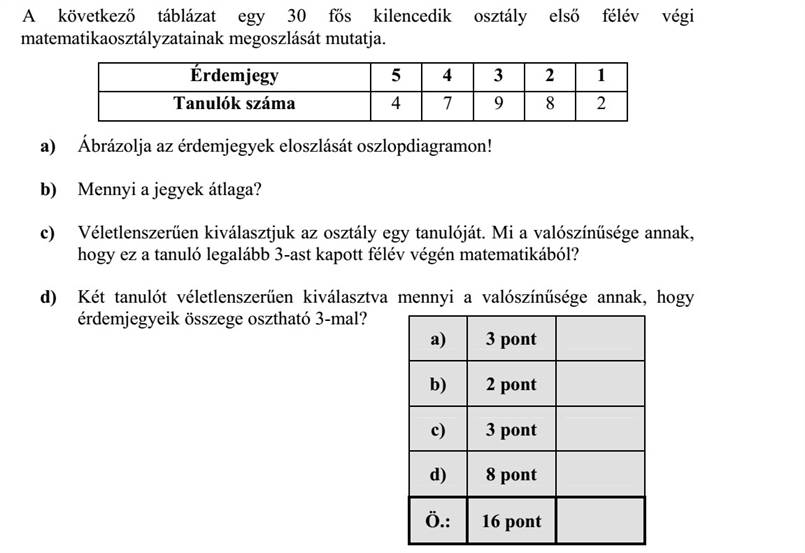 A következő táblázat egy 30 fős kilencedik osztály első félév végi
matematikaosztályzatainak megoszlását mutatja.
Érdemjegy 5 4 3 2 1
Tanulók száma 4 7 9 8 2
a) Ábrázolja az érdemjegyek eloszlását oszlopdiagramon!
b) Mennyi a jegyek átlaga?
c) Véletlenszerűen kiválasztjuk az osztály egy tanulóját. Mi a valószínűsége annak,
hogy ez a tanuló legalább 3-ast kapott félév végén matematikából?
d) Két tanulót véletlenszerűen kiválasztva mennyi a valószínűsége annak, hogy
érdemjegyeik összege osztható 3-mal?
a) 3 pont
b) 2 pont
c) 3 pont
d) 8 pont
Ö.: 16 pont